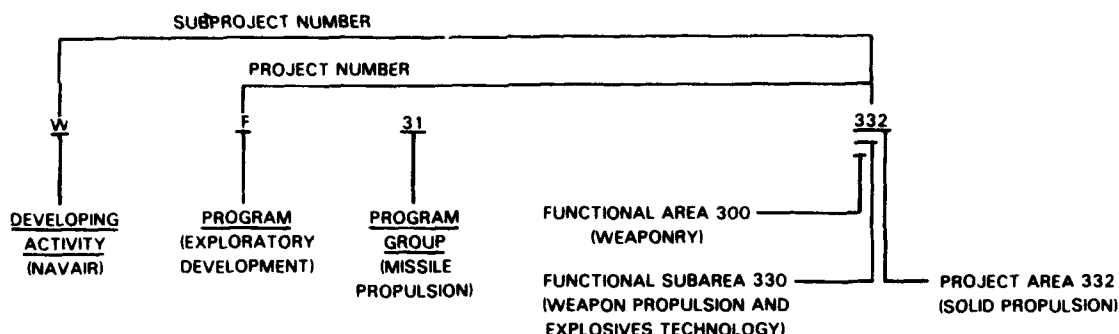 SUBPROJECT NUMBER
PROJECT NUMBER
W F 31 332
DEVELOPING
ACTIVITY
(NAVAIR)
PROGRAM
(EXPLORATORY
DEVELOPMENT)
PROGRAM
GROUP
(MISSILE
PROPULSION)
FUNCTIONAL AREA 300
(WEAPONRY)
FUNCTIONAL SUBAREA 330
(WEAPON PROPULSION AND
EXPLOSIVES TECHNOLOGY)
PROJECT AREA 332
(SOLID PROPULSION)